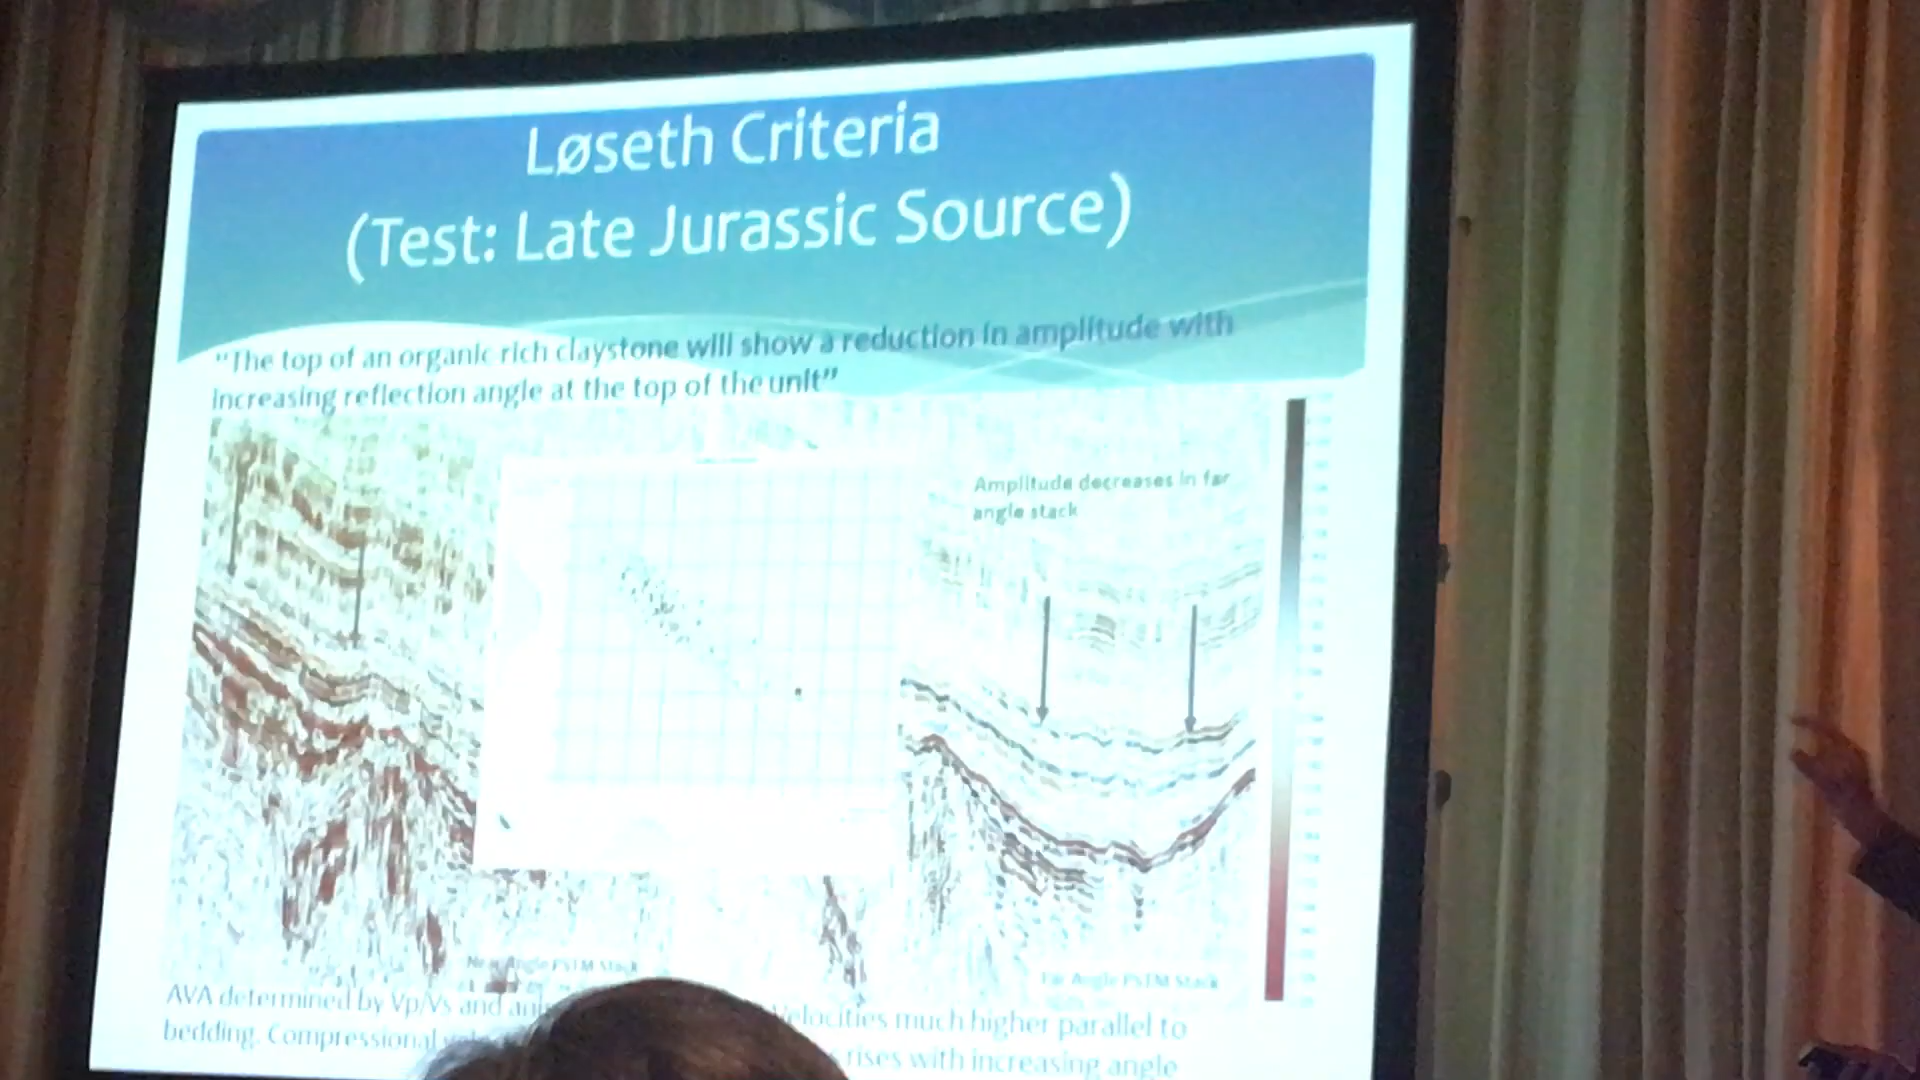 Løseth Criteria
(Test: Late Jurassic Source)
"The top of an organic rich claystone will show a reduction in amplitude with
increasing reflection angle at the top of the unit"
Amplitude decreases in far
angle stack
Near Angle PSTM Stack
Far Angle PSTM Stack
AVA determined by Vp/Vs and Velocities much higher parallel to
bedding. Compressional rises with increasing angle